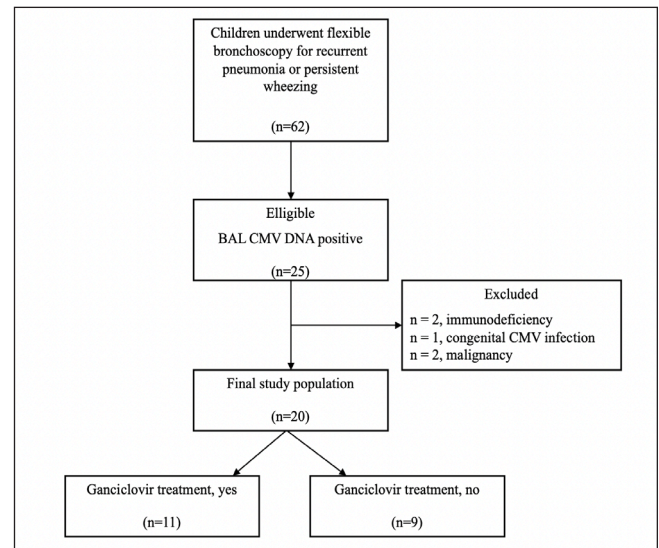 Children underwent flexible
bronchoscopy for recurrent
pneumonia or persistent
wheezing
(n=62)
Elligible
BAL CMV DNA positive
(n=25)
Excluded
n = 2, immunodeficiency
n = 1, congenital CMV infection
n = 2, malignancy
Final study population
(n=20)
Ganciclovir treatment, yes
(n=11)
Ganciclovir treatment, no
(n=9)